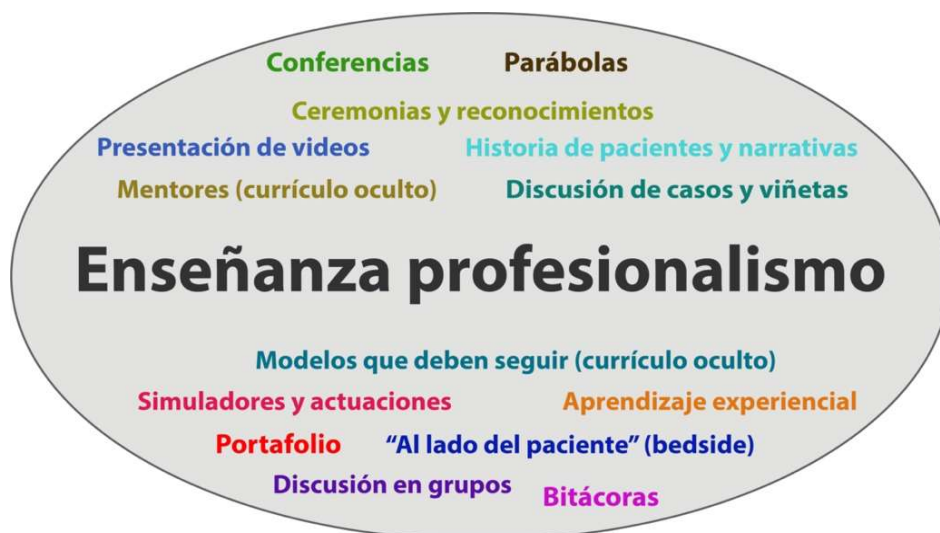 Conferencias Parábolas
Ceremonias y reconocimientos
Presentación de videos Historia de pacientes y narrativas
Mentores (currículo oculto) Discusión de casos y viñetas
Enseñanza profesionalismo
Modelos que deben seguir (currículo oculto)
Simuladores y actuaciones Aprendizaje experiencial
Portafolio “Al lado del paciente” (bedside)
Discusión en grupos Bitácoras